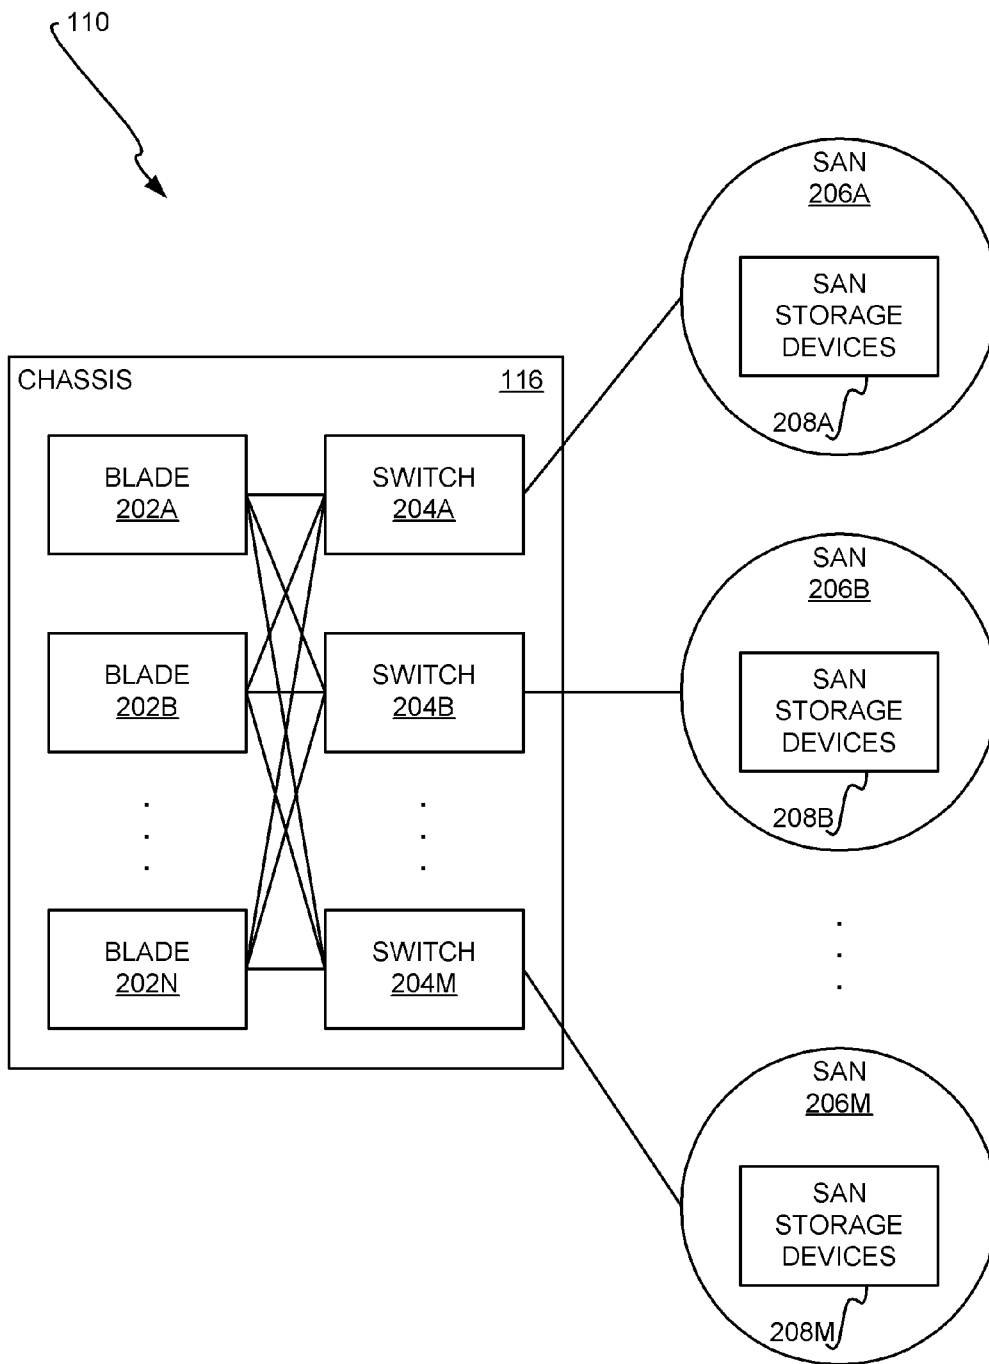 110
SAN
206A
SAN
STORAGE
DEVICES
208A
CHASSIS 116
BLADE
202A
SWITCH
204A
SAN
206B
BLADE
202B
SWITCH
204B
SAN
STORAGE
DEVICES
208B
BLADE
202N
SWITCH
204M
SAN
206M
SAN
STORAGE
DEVICES
208M